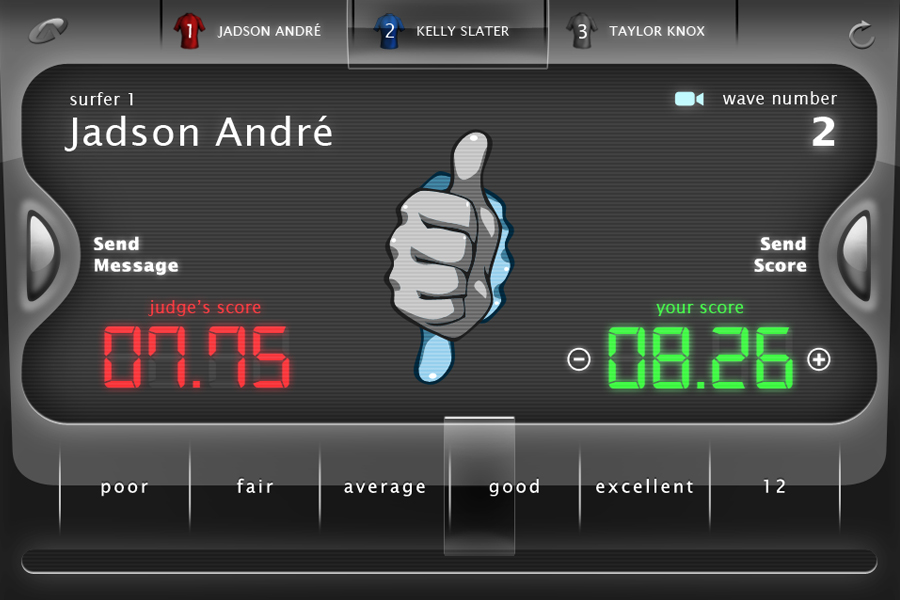 1 JADSON ANDRÉ
2 KELLY SLATER
3 TAYLOR KNOX
surfer 1
Jadson André
wave number
2
Send
Message
Send
Score
judge's score
07.75
your score
08.26
poor
fair
average
good
excellent
12